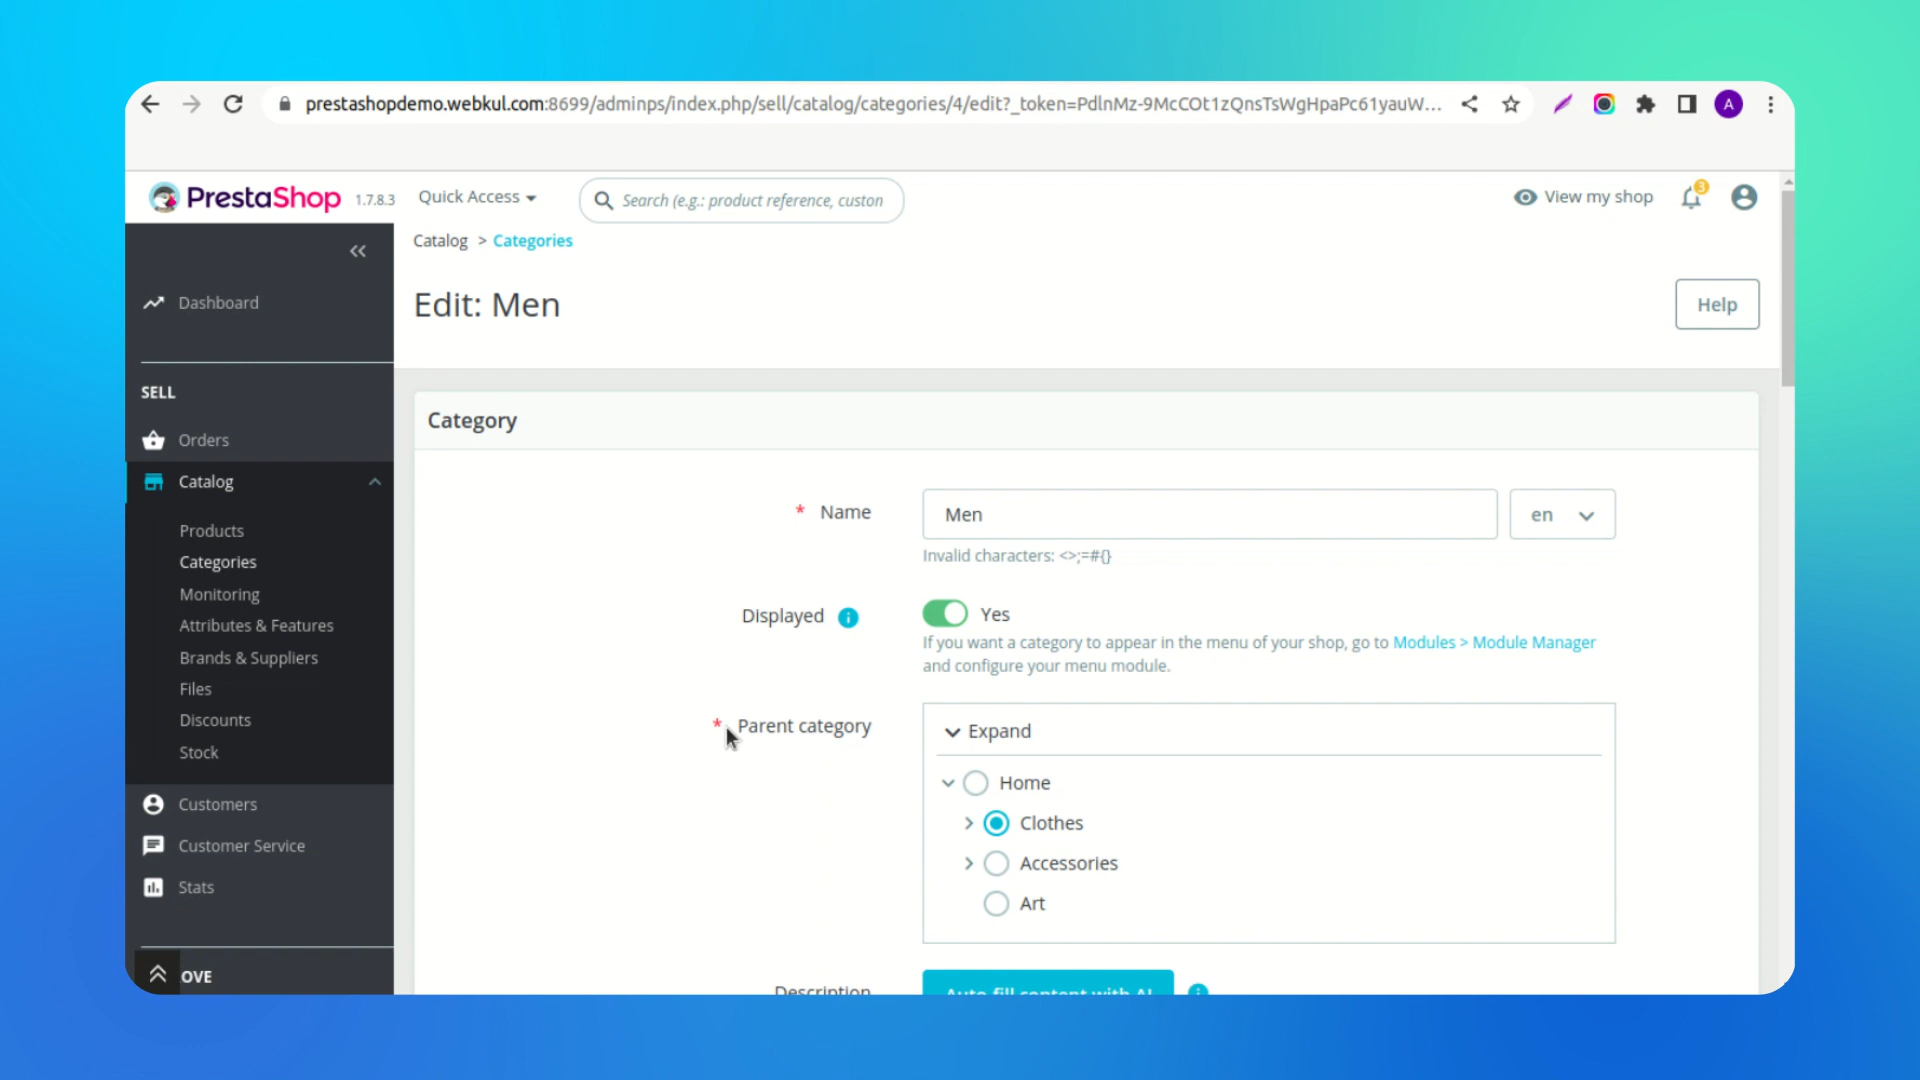 prestashopdemo.webkul.com:8699/adminps/index.php/sell/catalog/categories/4/edit?_token=PdlnMz-9McCOt1zQnsTsWgHpaPc61yauW...
A
PrestaShop 1.7.8.3
Quick Access
Search (e.g.: product reference, custon
View my shop
3
Catalog > Categories
Edit: Men
Help
Dashboard
SELL
Orders
Catalog
Products
Categories
Monitoring
Attributes & Features
Brands & Suppliers
Files
Discounts
Stock
Customers
Customer Service
Stats
OVE
Category
* Name
Men
en
Invalid characters: <>;=#{}
Displayed
Yes
If you want a category to appear in the menu of your shop, go to Modules > Module Manager
and configure your menu module.
* Parent category
Expand
Home
Clothes
Accessories
Art
Description
Auto-fill content with AI